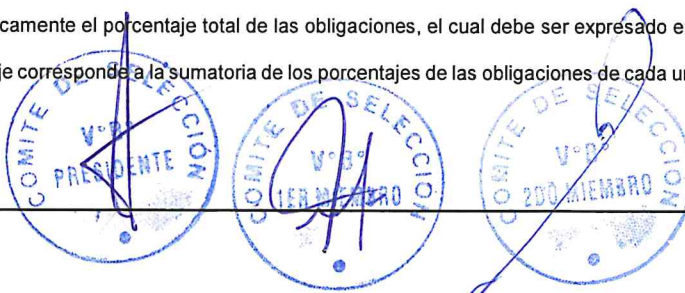 camente el porcentaje total de las obligaciones, el cual debe ser expresado e
je corresponde a la sumatoria de los porcentajes de las obligaciones de cada u
COMITE DE SELECCIÓN
V°B°
PRESIDENTE
COMITE DE SELECCIÓN
V°B°
1ER MIEMBRO
COMITE DE SELECCIÓN
V°B°
2DO MIEMBRO